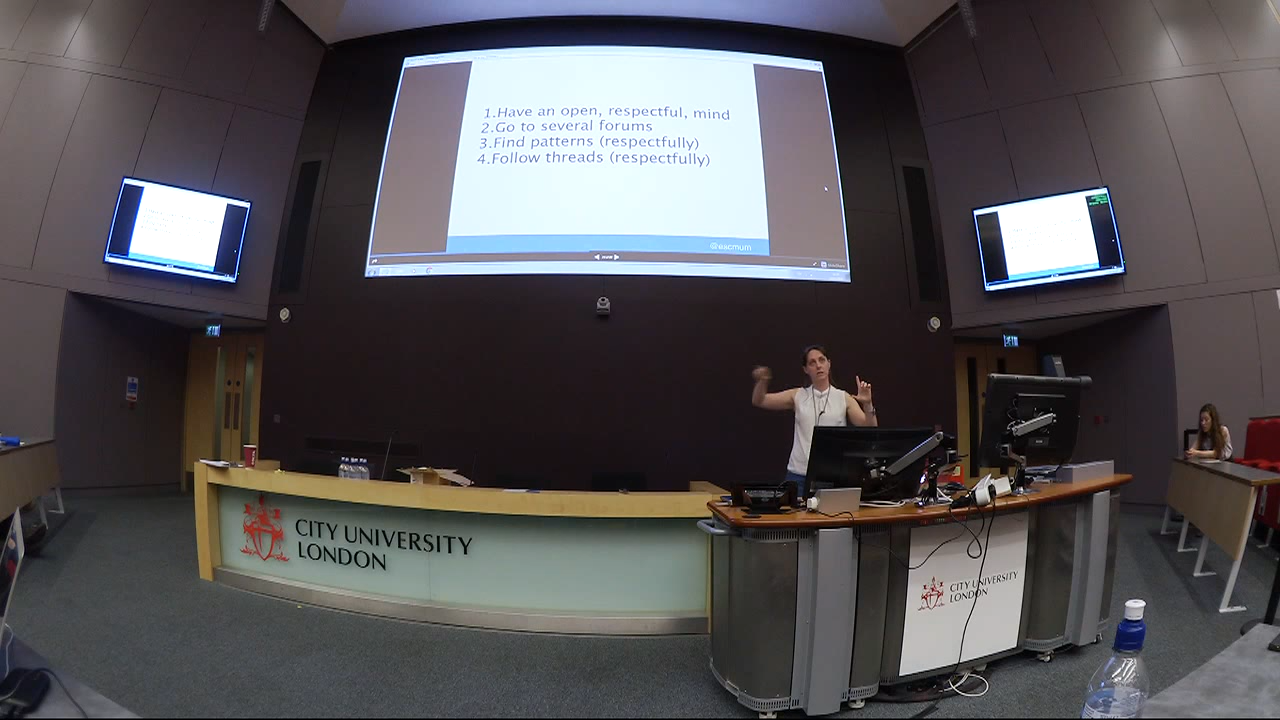 1.Have an open, respectful, mind
2.Go to several forums
3.Find patterns (respectfully)
4.Follow threads (respectfully)
CITY UNIVERSITY
LONDON
CITY UNIVERSITY
LONDON